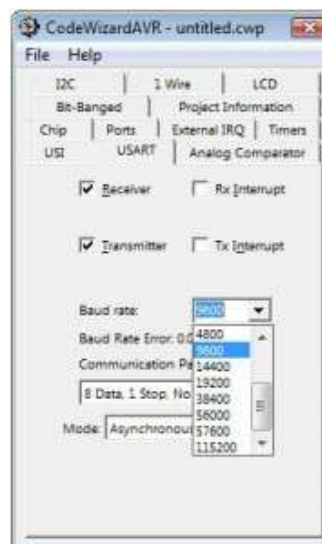 CodeWizardAVR - untitled.cwp
File Help
I2C 1 Wire LCD
Bit-Banged Project Information
Chip Ports External IRQ Timers
USI USART Analog Comparator
Receiver Rx Interrupt
Transmitter Tx Interrupt
Baud rate: 9600
Baud Rate Error: 0.0
4800
9600
14400
19200
38400
56000
57600
115200
Communication Pa
8 Data, 1 Stop, No
Mode: Asynchronou